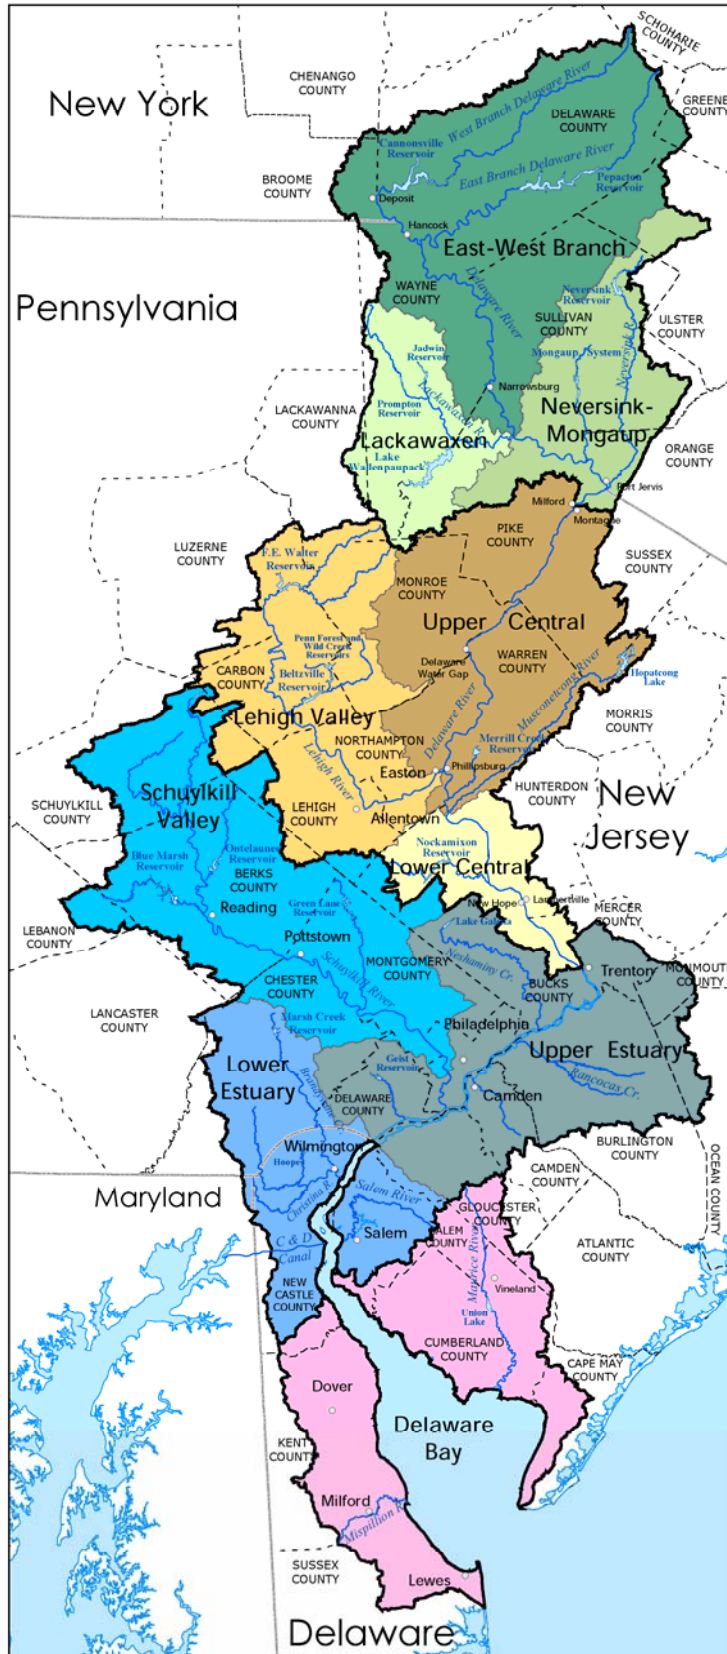 SCHOHARIE
COUNTY
CHENANGO
COUNTY
New York
West Branch Delaware River
DELAWARE
COUNTY
GREENE
COUNTY
Cannonsville
Reservoir
East Branch Delaware River
BROOME
COUNTY
Pepacton
Reservoir
Deposit
Hancock
East-West Branch
Pennsylvania
WAYNE
COUNTY
Delaware River
Neversink
Reservoir
SULLIVAN
COUNTY
ULSTER
COUNTY
Neversink R.
Jadwin
Reservoir
Mongaup System
Narrowsburg
LACKAWANNA
COUNTY
Prompton
Reservoir
Lackawaxen R.
Neversink-
Mongaup
Lackawaxen
Lake
Wallenpaupack
ORANGE
COUNTY
Port Jervis
Milford
Montague
PIKE
COUNTY
LUZERNE
COUNTY
F.E. Walter
Reservoir
SUSSEX
COUNTY
MONROE
COUNTY
Upper Central
Penn Forest and
Wild Creek
Reservoirs
WARREN
COUNTY
CARBON
COUNTY
Beltzville
Reservoir
Delaware
Water Gap
Musconetcong River
Hopatcong
Lake
Lehigh Valley
MORRIS
COUNTY
NORTHAMPTON
COUNTY
Delaware River
Merrill Creek
Reservoir
Lehigh River
Easton
Phillipsburg
HUNTERDON
COUNTY
New
Jersey
Schuylkill
Valley
SCHUYLKILL
COUNTY
LEHIGH
COUNTY
Allentown
Ontelaunee
Reservoir
Nockamixon
Reservoir
Blue Marsh
Reservoir
BERKS
COUNTY
Lower Central
Green Lane
Reservoir
New Hope
Lambertville
MERCER
COUNTY
Reading
Lake Galena
LEBANON
COUNTY
Pottstown
Neshaminy Cr.
MONTGOMERY
COUNTY
Trenton
MONMOUTH
COUNTY
Schuylkill River
BUCKS
COUNTY
CHESTER
COUNTY
LANCASTER
COUNTY
Marsh Creek
Reservoir
Philadelphia
Upper Estuary
Lower
Estuary
Geist
Reservoir
Rancocas Cr.
Brandywine
DELAWARE
COUNTY
Camden
Wilmington
BURLINGTON
COUNTY
OCEAN COUNTY
Hoopes
CAMDEN
COUNTY
Maryland
Christina R.
Salem River
GLOUCESTER
COUNTY
Salem
SALEM
COUNTY
C & D
Canal
ATLANTIC
COUNTY
Maurice River
NEW
CASTLE
COUNTY
Vineland
Union
Lake
CUMBERLAND
COUNTY
CAPE MAY
COUNTY
Dover
Delaware
Bay
KENT
COUNTY
Milford
Mispillion R.
SUSSEX
COUNTY
Lewes
Delaware